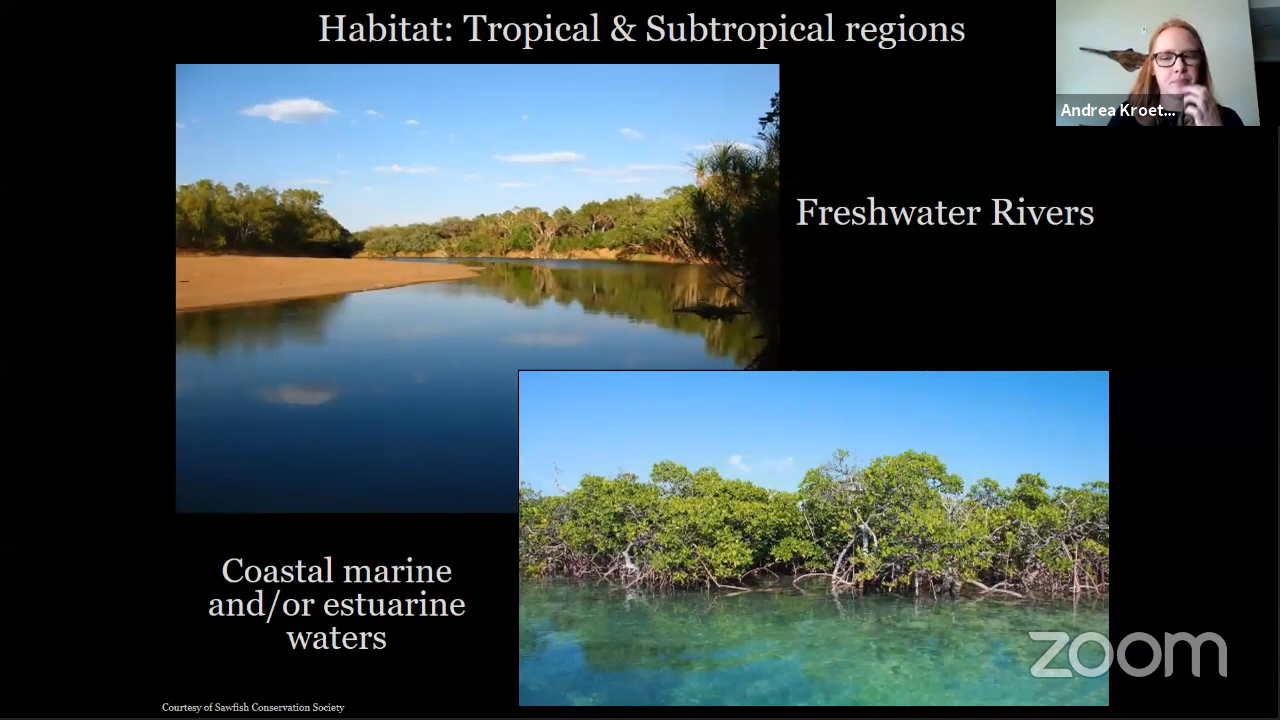 Habitat: Tropical & Subtropical regions
Andrea Kroet...
Freshwater Rivers
Coastal marine
and/or estuarine
waters
zoom
Courtesy of Sawfish Conservation Society